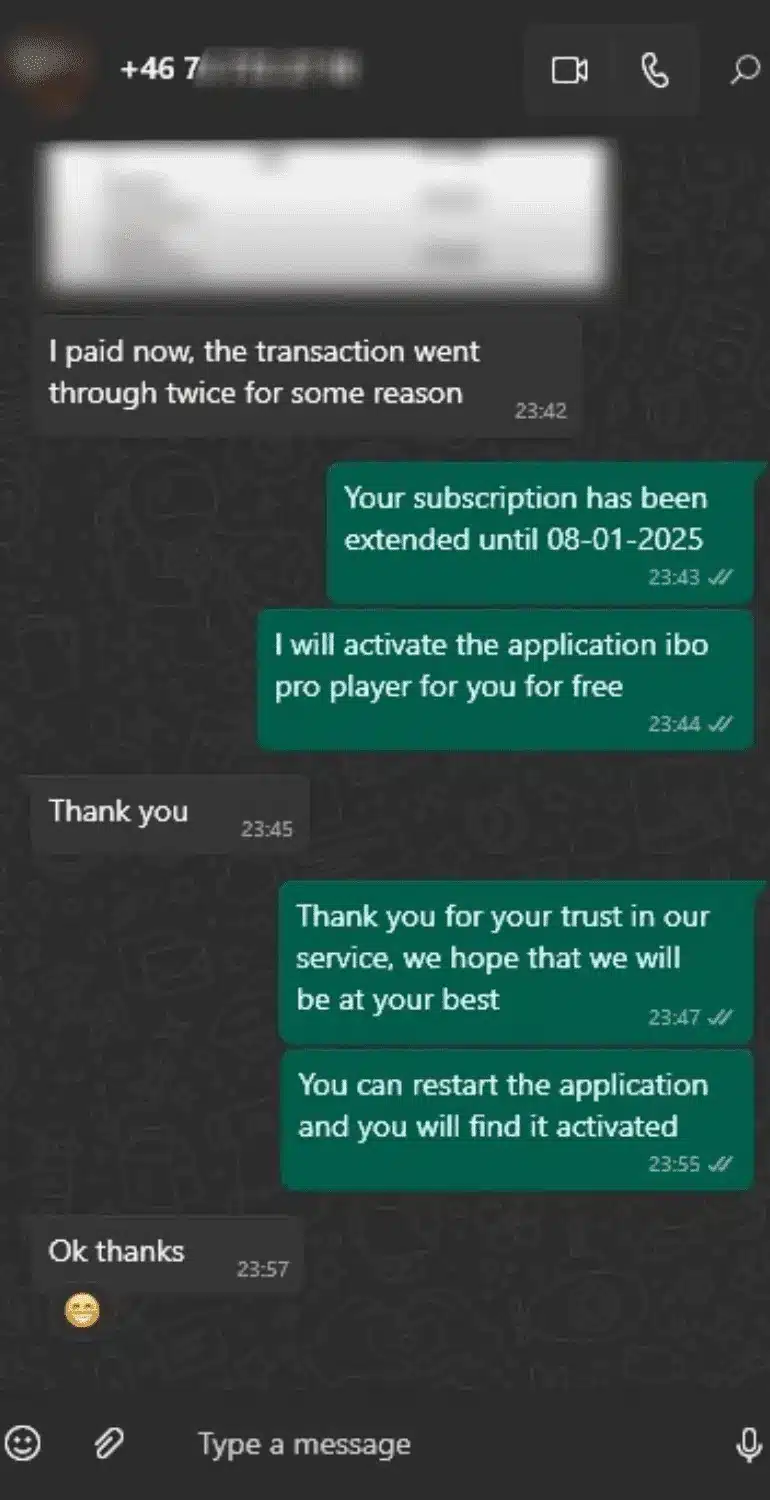 +46 7
I paid now, the transaction went
through twice for some reason
23:42
Your subscription has been
extended until 08-01-2025
23:43
I will activate the application ibo
pro player for you for free
23:44
Thank you
23:45
Thank you for your trust in our
service, we hope that we will
be at your best
23:47
You can restart the application
and you will find it activated
23:55
Ok thanks
23:57
Type a message